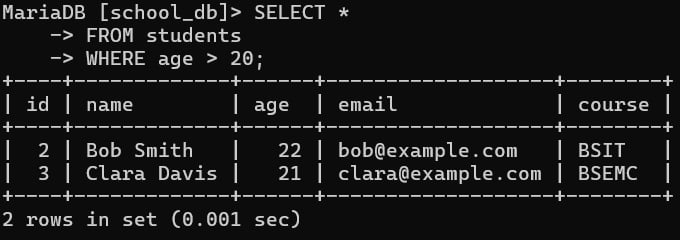 MariaDB [school_db]> SELECT *
    -> FROM students
    -> WHERE age > 20;
+----+-------------+------+-------------------+--------+
| id | name        | age  | email             | course |
+----+-------------+------+-------------------+--------+
|  2 | Bob Smith   |   22 | bob@example.com   | BSIT   |
|  3 | Clara Davis |   21 | clara@example.com | BSEMC  |
+----+-------------+------+-------------------+--------+
2 rows in set (0.001 sec)